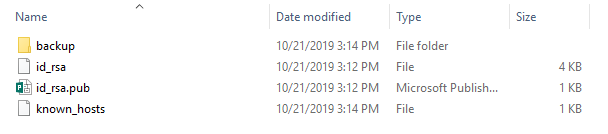 Name Date modified Type Size
backup 10/21/2019 3:14 PM File folder
id_rsa 10/21/2019 3:12 PM File 4 KB
id_rsa.pub 10/21/2019 3:12 PM Microsoft Publish... 1 KB
known_hosts 10/21/2019 3:14 PM File 1 KB